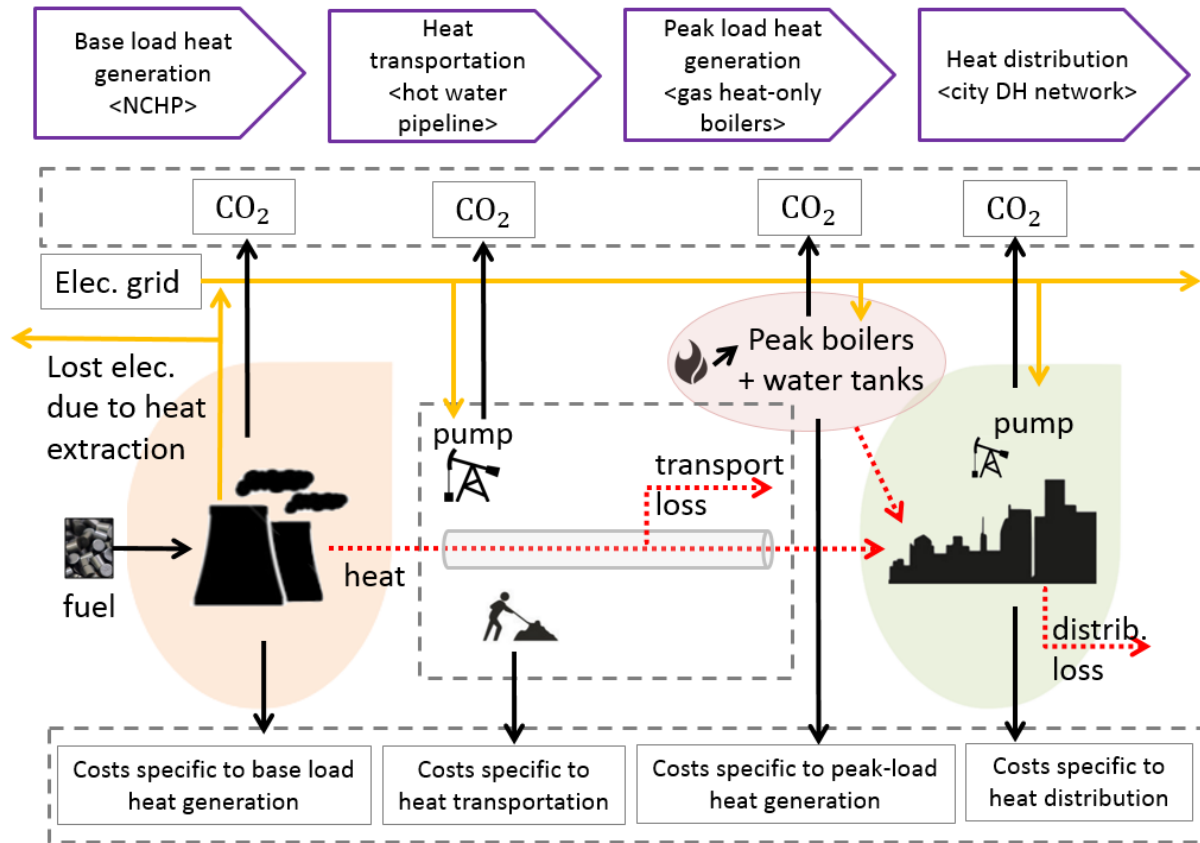 Base load heat
generation
<NCHP>
Heat
transportation
<hot water
pipeline>
Peak load heat
generation
<gas heat-only
boilers>
Heat distribution
<city DH network>
CO₂
CO₂
CO₂
CO₂
Elec. grid
Lost elec.
due to heat
extraction
Peak boilers
+ water tanks
pump
pump
transport
loss
heat
fuel
distrib.
loss
Costs specific to base load
heat generation
Costs specific to
heat transportation
Costs specific to peak-load
heat generation
Costs specific to
heat distribution